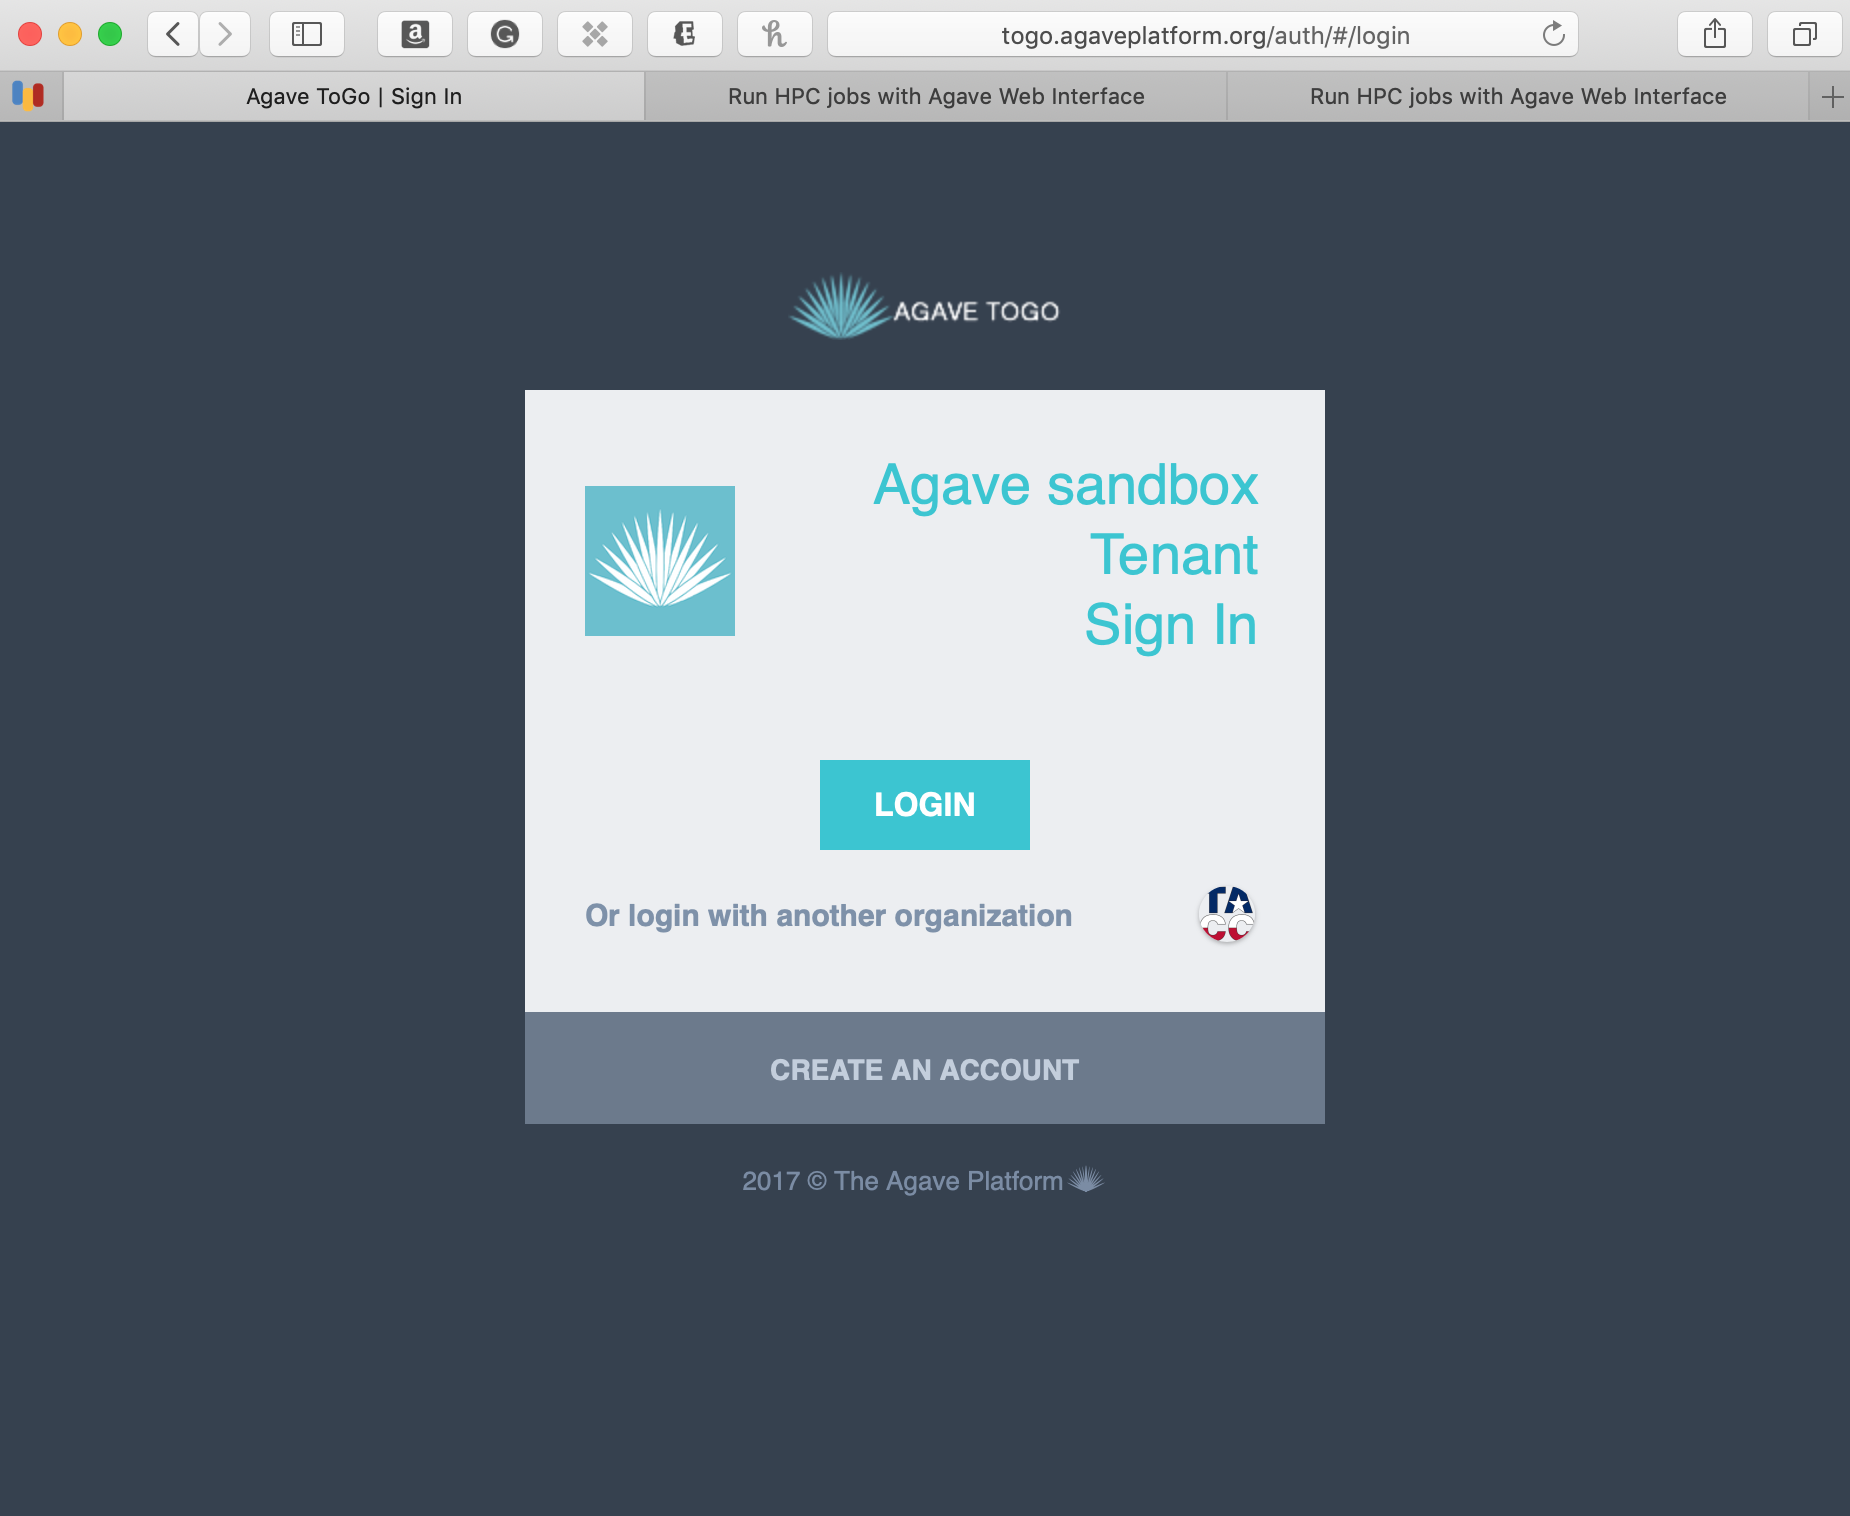 togo.agaveplatform.org/auth/#/login
Agave ToGo | Sign In
Run HPC jobs with Agave Web Interface
Run HPC jobs with Agave Web Interface
AGAVE TOGO
Agave sandbox
Tenant
Sign In
LOGIN
Or login with another organization
TACC
CREATE AN ACCOUNT
2017 © The Agave Platform